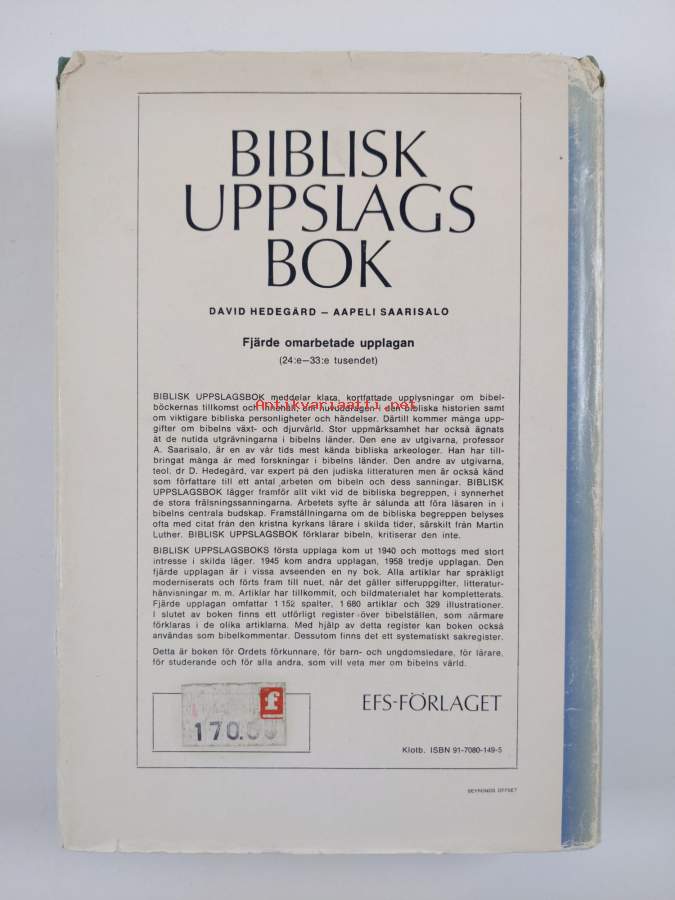 BIBLISK
UPPSLAGS
BOK
DAVID HEDEGÅRD – AAPELI SAARISALO
Fjärde omarbetade upplagan
(24:e—33:e tusendet)
BIBLISK UPPSLAGSBOK meddelar klara, kortfattade upplysningar om bibel-
böckernas tillkomst och innehåll, om huvuddragen i den bibliska historien samt
Antikvariaatti.net
om viktigare bibliska personligheter och händelser. Därtill kommer många upp-
gifter om bibelns växt- och djurvärld. Stor uppmärksamhet har också ägnats
åt de nutida utgrävningarna i bibelns länder. Den ene av utgivarna, professor
A. Saarisalo, är en av vår tids mest kända bibliska arkeologer. Han har till-
bringat många år med forskningar i bibelns länder. Den andre av utgivarna,
teol. dr D. Hedegård, var expert på den judiska litteraturen men är också känd
som författare till ett antal arbeten om bibeln och dess sanningar. BIBLISK
UPPSLAGSBOK lägger framför allt vikt vid de bibliska begreppen, i synnerhet
de stora frälsningssanningarna. Arbetets syfte är sålunda att föra läsaren in i
bibelns centrala budskap. Framställningarna om de bibliska begreppen belyses
ofta med citat från den kristna kyrkans lärare i skilda tider, särskilt från Martin
Luther. BIBLISK UPPSLAGSBOK förklarar bibeln, kritiserar den inte.
BIBLISK UPPSLAGSBOKS första upplaga kom ut 1940 och mottogs med stort
intresse i skilda läger. 1945 kom andra upplagan, 1958 tredje upplagan. Den
fjärde upplagan är i vissa avseenden en ny bok. Alla artiklar har språkligt
moderniserats och förts fram till nuet, när det gäller sifferuppgifter, litteratur-
hänvisningar m. m. Artiklar har tillkommit, och bildmaterialet har kompletterats.
Fjärde upplagan omfattar 1 152 spalter, 1 680 artiklar och 329 illustrationer.
I slutet av boken finns ett utförligt register över bibelställen, som närmare
förklaras i de olika artiklarna. Med hjälp av detta register kan boken också
användas som bibelkommentar. Dessutom finns det ett systematiskt sakregister.
Detta är boken för Ordets förkunnare, för barn- och ungdomsledare, för lärare,
för studerande och för alla andra, som vill veta mer om bibelns värld.
f
170.00
EFS-FÖRLAGET
Klotb. ISBN 91-7080-149-5
SEYRONDS OFFSET